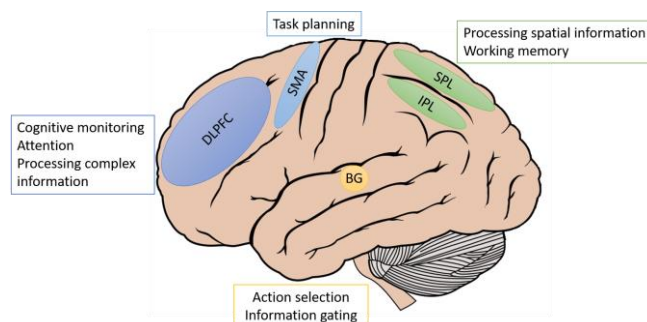 Task planning
Processing spatial information
Working memory
SPL
SMA
IPL
DLPFC
Cognitive monitoring
Attention
Processing complex
information
BG
Action selection
Information gating